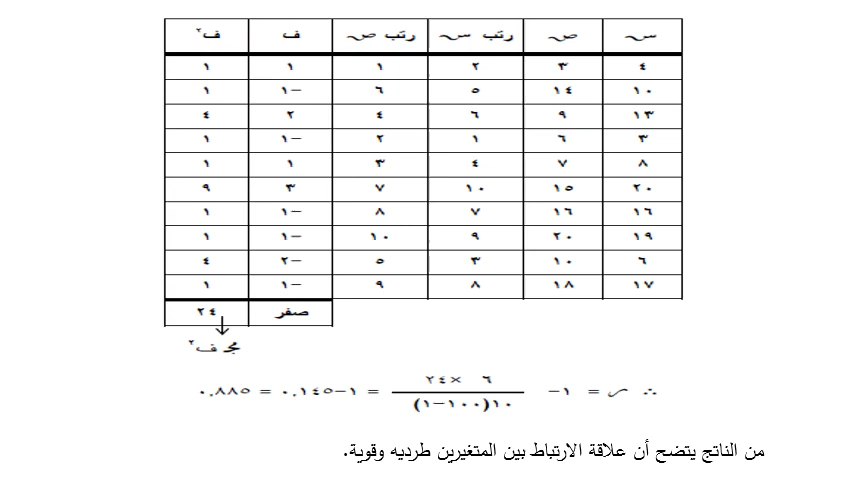 س ص رتب س رتب ص ف ف٢
٤ ٣ ٢ ١ ١ ١
١٠ ١٤ ٥ ٦ -١ ١
١٣ ٩ ٦ ٤ ٢ ٤
٣ ٦ ١ ٢ -١ ١
٨ ٧ ٤ ٣ ١ ١
٢٠ ١٥ ١٠ ٧ ٣ ٩
١٦ ١٦ ٧ ٨ -١ ١
١٩ ٢٠ ٩ ١٠ -١ ١
٦ ١٠ ٣ ٥ -٢ ٤
١٧ ١٨ ٨ ٩ -١ ١
صفر ٢٤
مجـ ف٢
∴ ر = ١- ٦ × ٢٤ / ١٠(١٠٠-١) = ١-٠,١٤٥ = ٠,٨٨٥
من الناتج يتضح أن علاقة الارتباط بين المتغيرين طرديه وقوية.